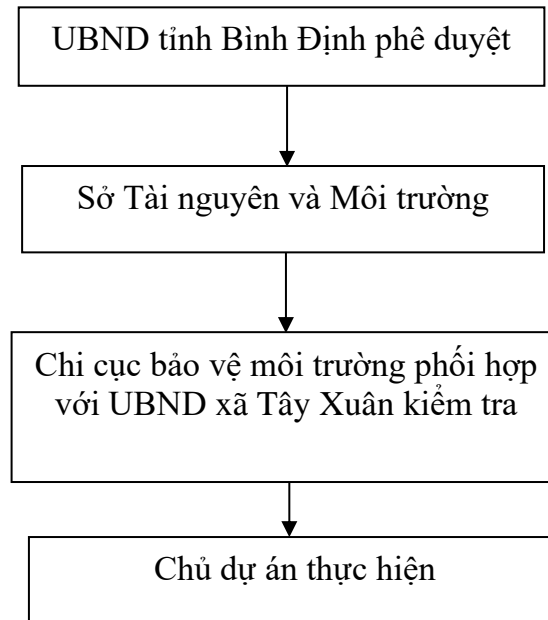 UBND tỉnh Bình Định phê duyệt
Sở Tài nguyên và Môi trường
Chi cục bảo vệ môi trường phối hợp
với UBND xã Tây Xuân kiểm tra
Chủ dự án thực hiện